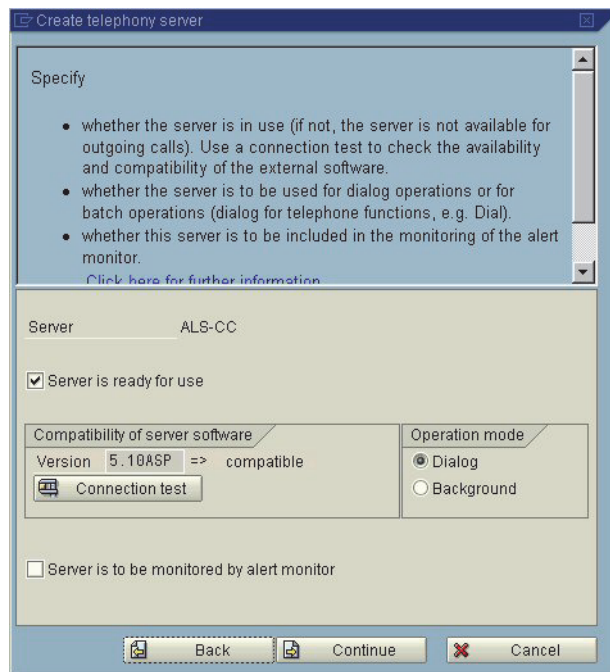 Create telephony server
Specify
• whether the server is in use (if not, the server is not available for
outgoing calls). Use a connection test to check the availability
and compatibility of the external software.
• whether the server is to be used for dialog operations or for
batch operations (dialog for telephone functions, e.g. Dial).
• whether this server is to be included in the monitoring of the alert
monitor.
Click here for further information
Server ALS-CC
Server is ready for use
Compatibility of server software
Version 5.10ASP => compatible
Connection test
Operation mode
Dialog
Background
Server is to be monitored by alert monitor
Back Continue Cancel